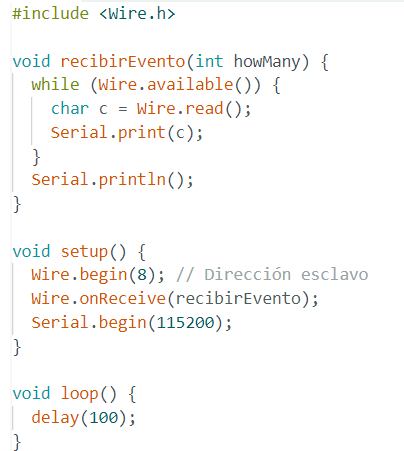 #include <Wire.h>
void recibirEvento(int howMany) {
while (Wire.available()) {
char c = Wire.read();
Serial.print(c);
}
Serial.println();
}
void setup() {
Wire.begin(8); // Dirección esclavo
Wire.onReceive(recibirEvento);
Serial.begin(115200);
}
void loop() {
delay(100);
}